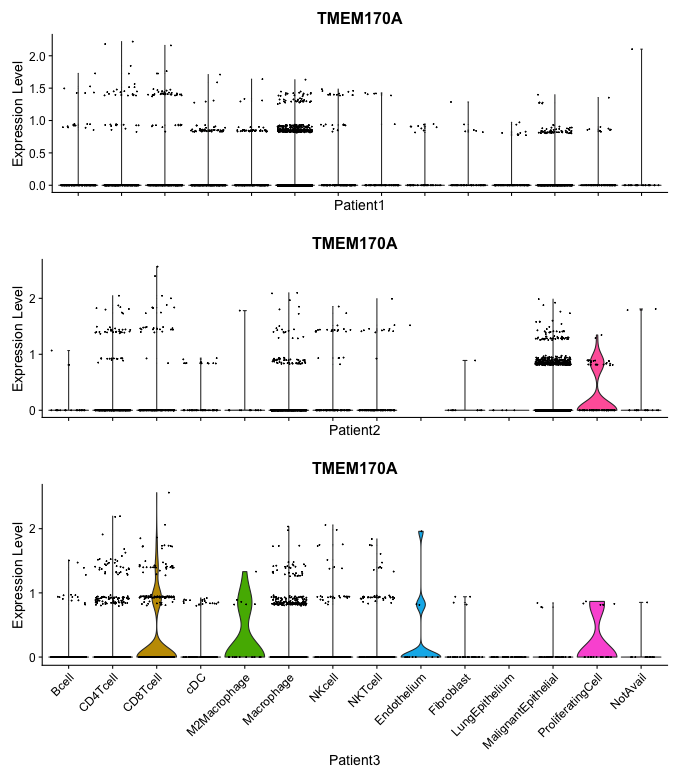 TMEM170A
Expression Level
2.0
1.5
1.0
0.5
0.0
Patient1
TMEM170A
Expression Level
2
1
0
Patient2
TMEM170A
Expression Level
2
1
0
Bcell
CD4Tcell
CD8Tcell
cDC
M2Macrophage
Macrophage
NKcell
NKTcell
Endothelium
Fibroblast
LungEpithelium
MalignantEpithelial
ProliferatingCell
NotAvail
Patient3